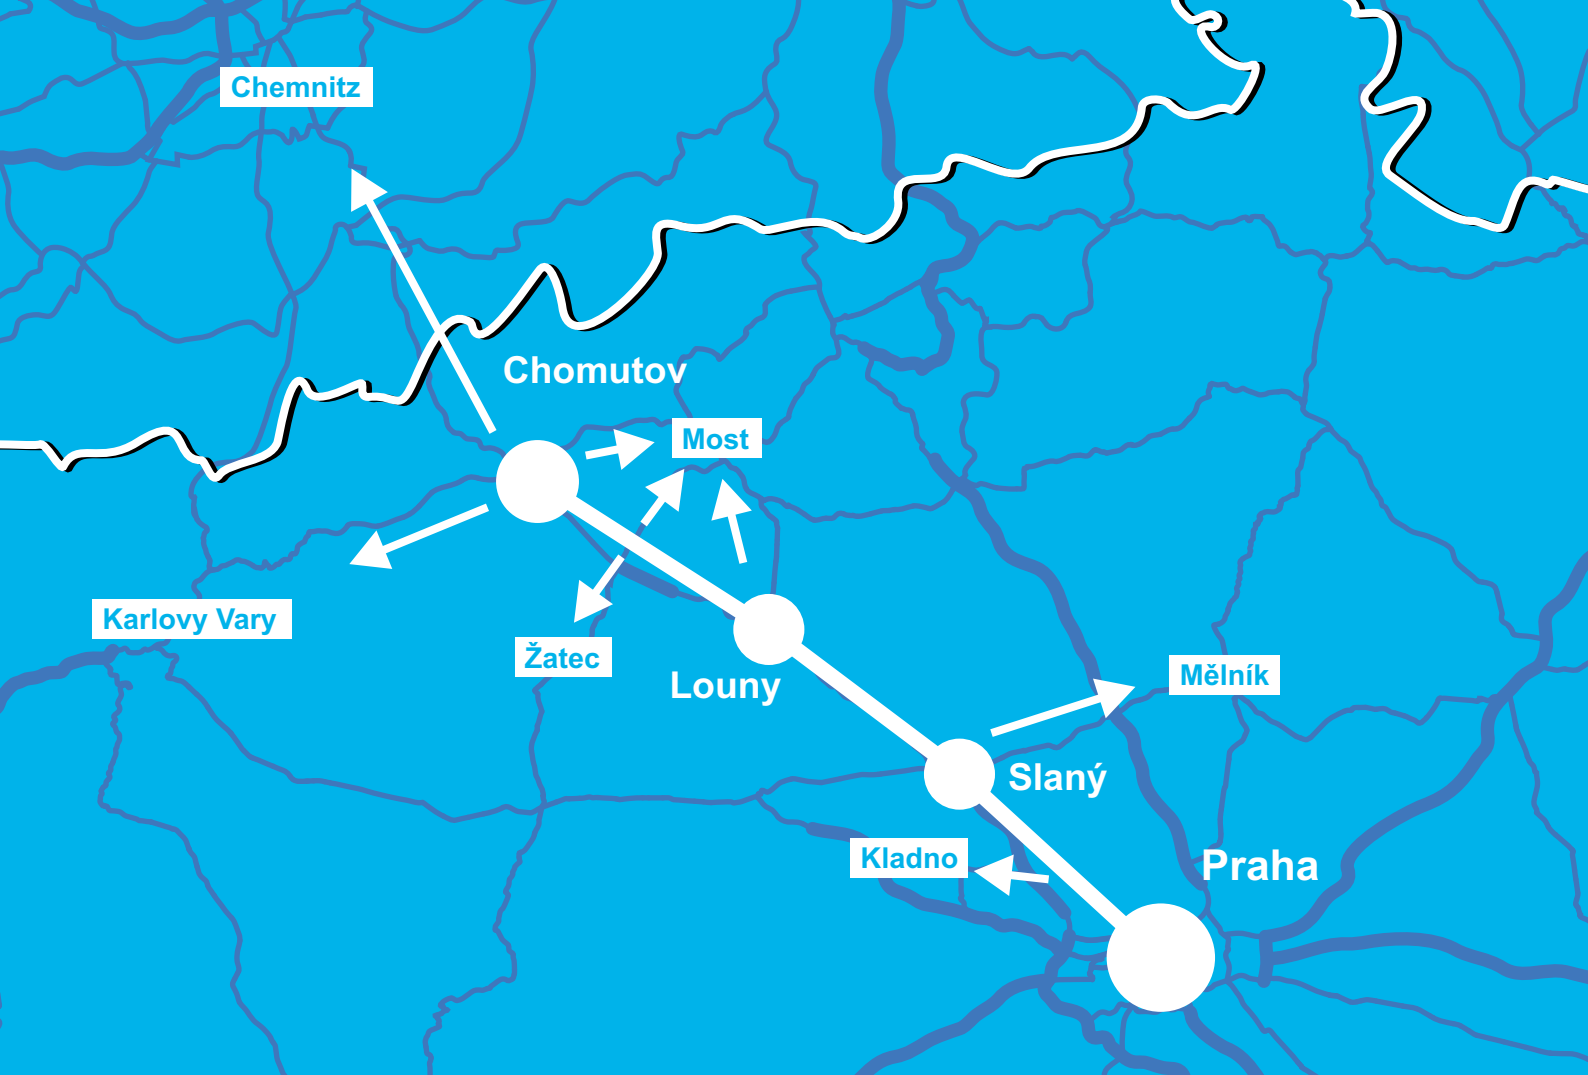 Chemnitz
Chomutov
Most
Karlovy Vary
Žatec
Louny
Mělník
Slaný
Kladno
Praha